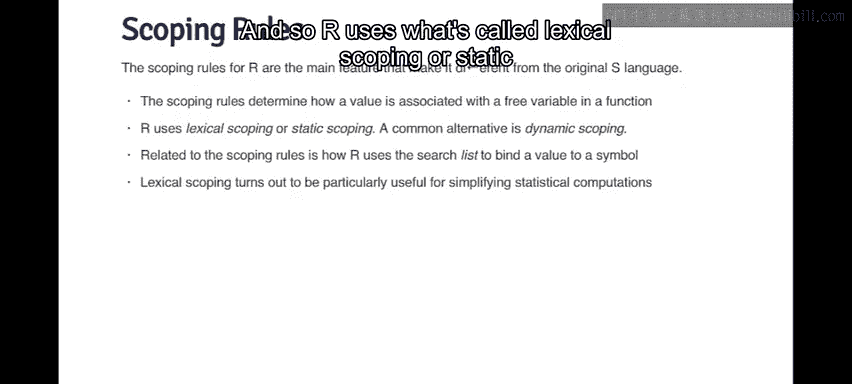 Scoping
And so R uses what's called lexical
scoping or static
The scoping rules for R are the main feature that make it different from the original S language.
· The scoping rules determine how a value is associated with a free variable in a function
· R uses lexical scoping or static scoping. A common alternative is dynamic scoping.
· Related to the scoping rules is how R uses the search list to bind a value to a symbol
· Lexical scoping turns out to be particularly useful for simplifying statistical computations